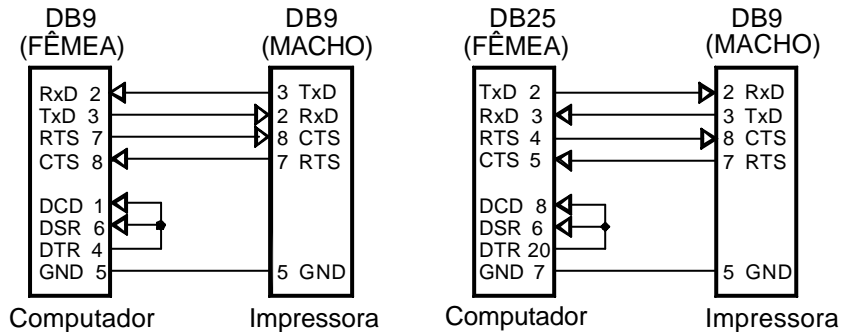 DB9
(FÊMEA)
DB9
(MACHO)
RxD 2
TxD 3
RTS 7
CTS 8
DCD 1
DSR 6
DTR 4
GND 5
3 TxD
2 RxD
8 CTS
7 RTS
5 GND
Computador
Impressora
DB25
(FÊMEA)
DB9
(MACHO)
TxD 2
RxD 3
RTS 4
CTS 5
DCD 8
DSR 6
DTR 20
GND 7
2 RxD
3 TxD
8 CTS
7 RTS
5 GND
Computador
Impressora